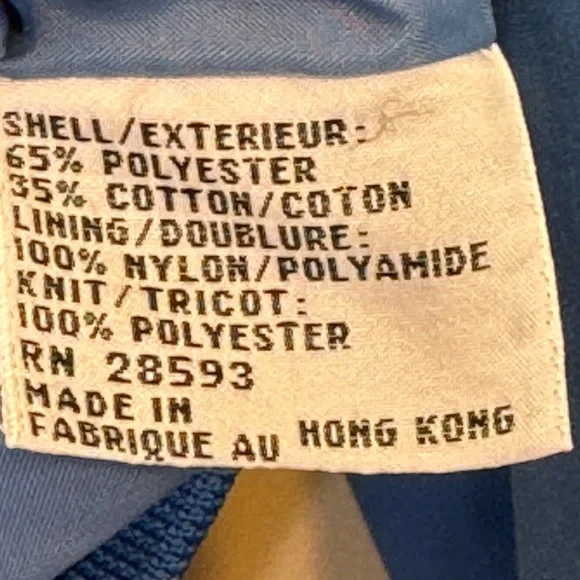 SHELL/EXTERIEUR:
65% POLYESTER
35% COTTON/COTON
LINING/DOUBLURE:
100% NYLON/POLYAMIDE
KNIT/TRICOT:
100% POLYESTER
RN 28593
MADE IN
FABRIQUE AU HONG KONG